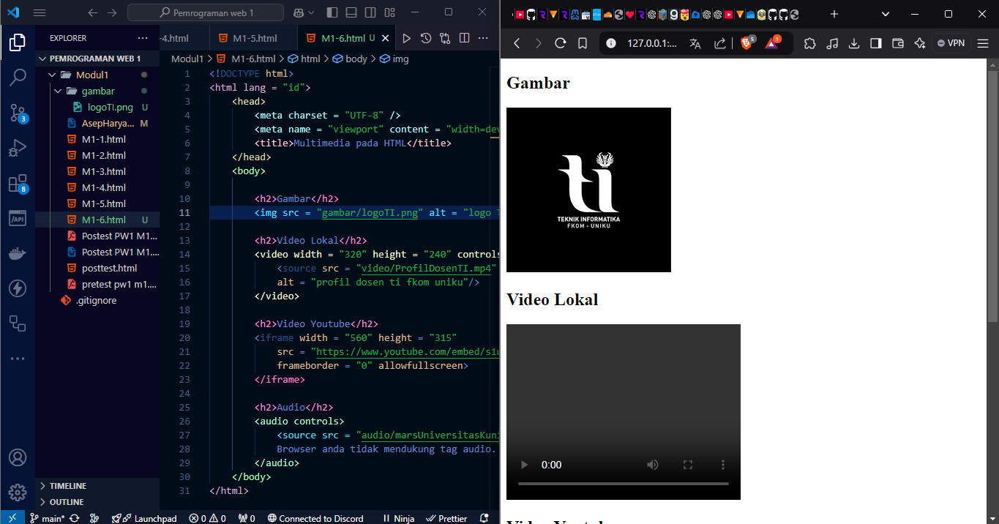 Pemrograman web 1
EXPLORER
PEMROGRAMAN WEB 1
Modul1
gambar
logoTI.png U
AsepHarya... M
M1-1.html
M1-2.html
M1-3.html
M1-4.html
M1-5.html
M1-6.html U
Postest PW1 M1...
Postest PW1 M1....
posttest.html
pretest pw1 m1....
.gitignore
TIMELINE
OUTLINE
3
8
/API
-4.html
M1-5.html
M1-6.html U
Modul1 > M1-6.html > html > body > img
1 <!DOCTYPE html>
2 <html lang = "id">
3 <head>
4 <meta charset = "UTF-8" />
5 <meta name = "viewport" content = "width=dev
6 <title>Multimedia pada HTML</title>
7 </head>
8 <body>
9
10 <h2>Gambar</h2>
11 <img src = "gambar/logoTI.png" alt = "logo T
12
13 <h2>Video Lokal</h2>
14 <video width = "320" height = "240" controls
15 <source src = "video/ProfilDosenTI.mp4"
16 alt = "profil dosen ti fkom uniku"/>
17 </video>
18
19 <h2>Video Youtube</h2>
20 <iframe width = "560" height = "315"
21 src = "https://www.youtube.com/embed/s1u
22 frameborder = "0" allowfullscreen>
23 </iframe>
24
25 <h2>Audio</h2>
26 <audio controls>
27 <source src = "audio/marsUniversitasKuni
28 Browser anda tidak mendukung tag audio.
29 </audio>
30 </body>
31 </html>
main* Launchpad 0 0 0 Connected to Discord Ninja Prettier
127.0.0.1:... 5 1 VPN
Gambar
ti
TEKNIK INFORMATIKA
FKOM - UNIKU
Video Lokal
0:00